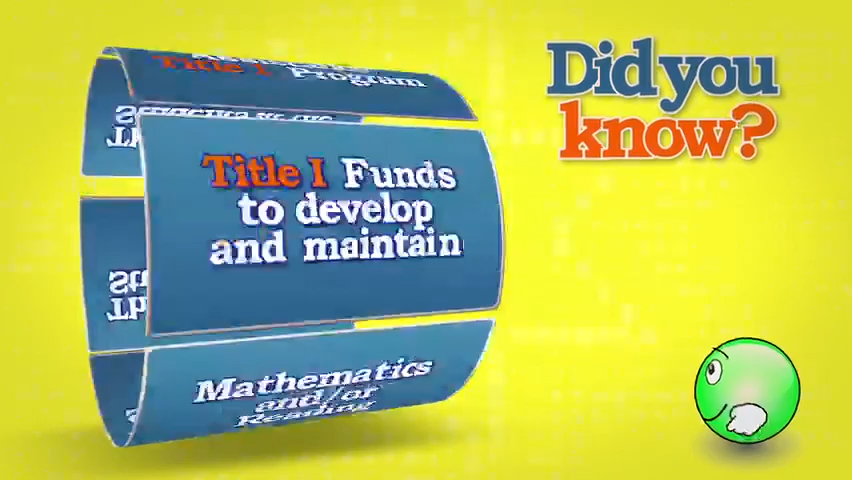 Title I Program
Title I Funds
to develop
and maintain
Mathematics
and/or
Reading
Did you
know?